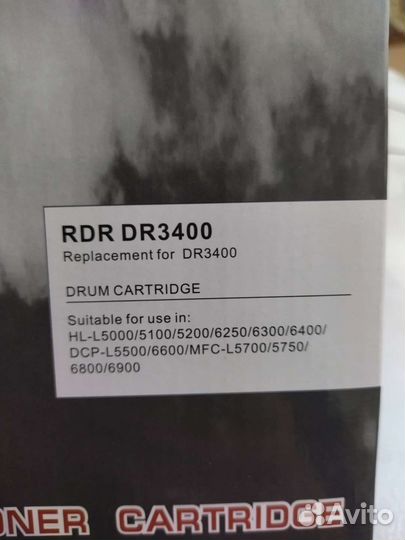 RDR DR3400
Replacement for DR3400
DRUM CARTRIDGE
Suitable for use in:
HL-L5000/5100/5200/6250/6300/6400/
DCP-L5500/6600/MFC-L5700/5750/
6800/6900
ONER CARTRIDGE
Avito